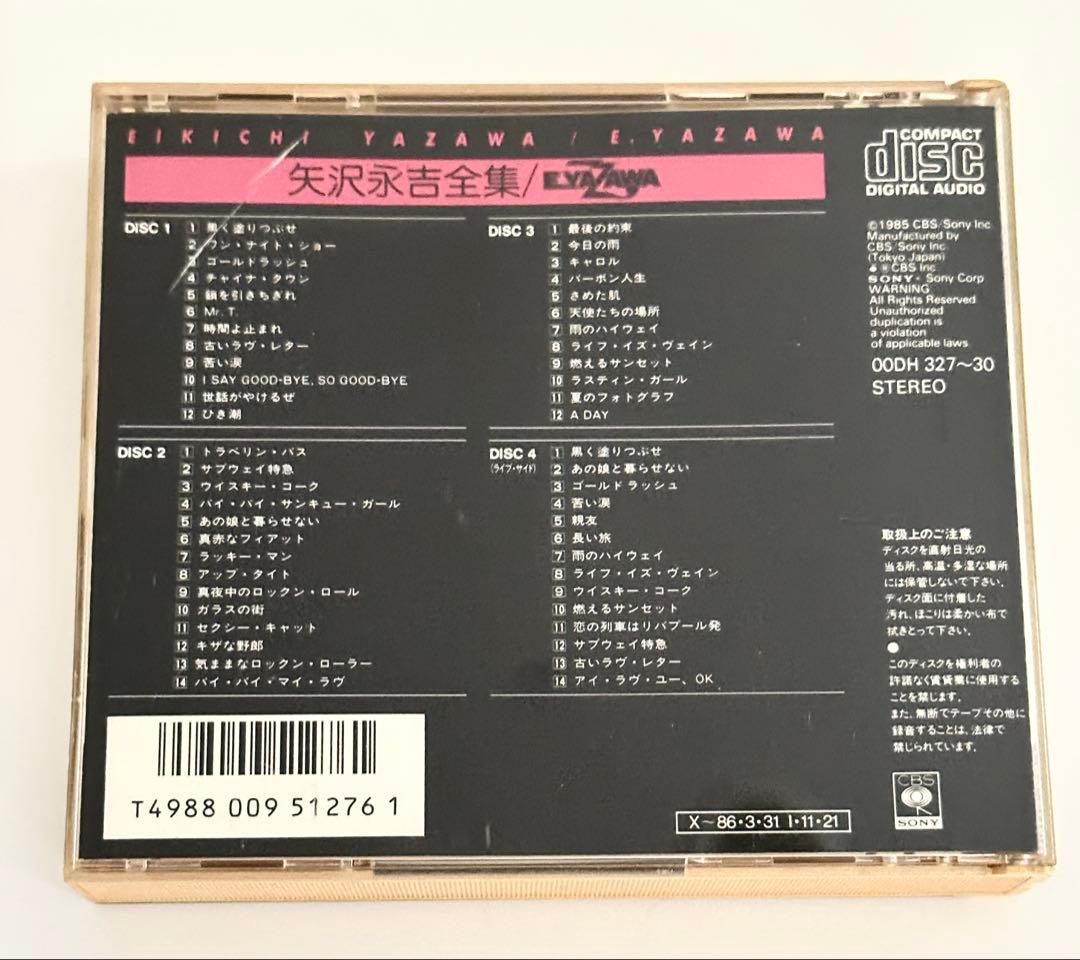 EIKICHI YAZAWA / E.YAZAWA
矢沢永吉全集/E.YAZAWA
COMPACT
disc
DIGITAL AUDIO
DISC 1
1 黒く塗りつぶせ
2 ワン・ナイト・ショー
3 ゴールドラッシュ
4 チャイナ・タウン
5 鎖を引きちぎれ
6 Mr. T.
7 時間よ止まれ
8 古いラヴ・レター
9 苦い涙
10 I SAY GOOD-BYE, SO GOOD-BYE
11 世話がやけるぜ
12 ひき潮
DISC 2
1 トラベリン・バス
2 サブウェイ特急
3 ウイスキー・コーク
4 バイ・バイ・サンキュー・ガール
5 あの娘と暮らせない
6 真赤なフィアット
7 ラッキー・マン
8 アップ・タイト
9 真夜中のロックン・ロール
10 ガラスの街
11 セクシー・キャット
12 キザな野郎
13 気ままなロックン・ローラー
14 バイ・バイ・マイ・ラヴ
DISC 3
1 最後の約束
2 今日の雨
3 キャロル
4 バーボン人生
5 さめた肌
6 天使たちの場所
7 雨のハイウェイ
8 ライフ・イズ・ヴェイン
9 燃えるサンセット
10 ラスティン・ガール
11 夏のフォトグラフ
12 A DAY
DISC 4
(ライブ・サイド)
1 黒く塗りつぶせ
2 あの娘と暮らせない
3 ゴールドラッシュ
4 苦い涙
5 親友
6 長い旅
7 雨のハイウェイ
8 ライフ・イズ・ヴェイン
9 ウイスキー・コーク
10 燃えるサンセット
11 恋の列車はリバプール発
12 サブウェイ特急
13 古いラヴ・レター
14 アイ・ラヴ・ユー、OK
©1985 CBS/Sony Inc.
Manufactured by
CBS/Sony Inc.
(Tokyo Japan)
CBS Inc.
SONY Sony Corp
WARNING
All Rights Reserved
Unauthorized
duplication is
a violation
of applicable laws
00DH 327〜30
STEREO
取扱上のご注意
ディスクを直射日光の
当る所、高温・多湿な場所
には保管しないで下さい。
ディスク面に付着した
汚れ、ほこりは柔かい布で
拭きとって下さい。
●
このディスクを権利者の
許諾なく賃貸業に使用する
ことを禁じます。
また、無断でテープその他に
録音することは、法律で
禁じられています。
CBS
SONY
T4988 009 51276 1
X〜86・3・31 I・11・21